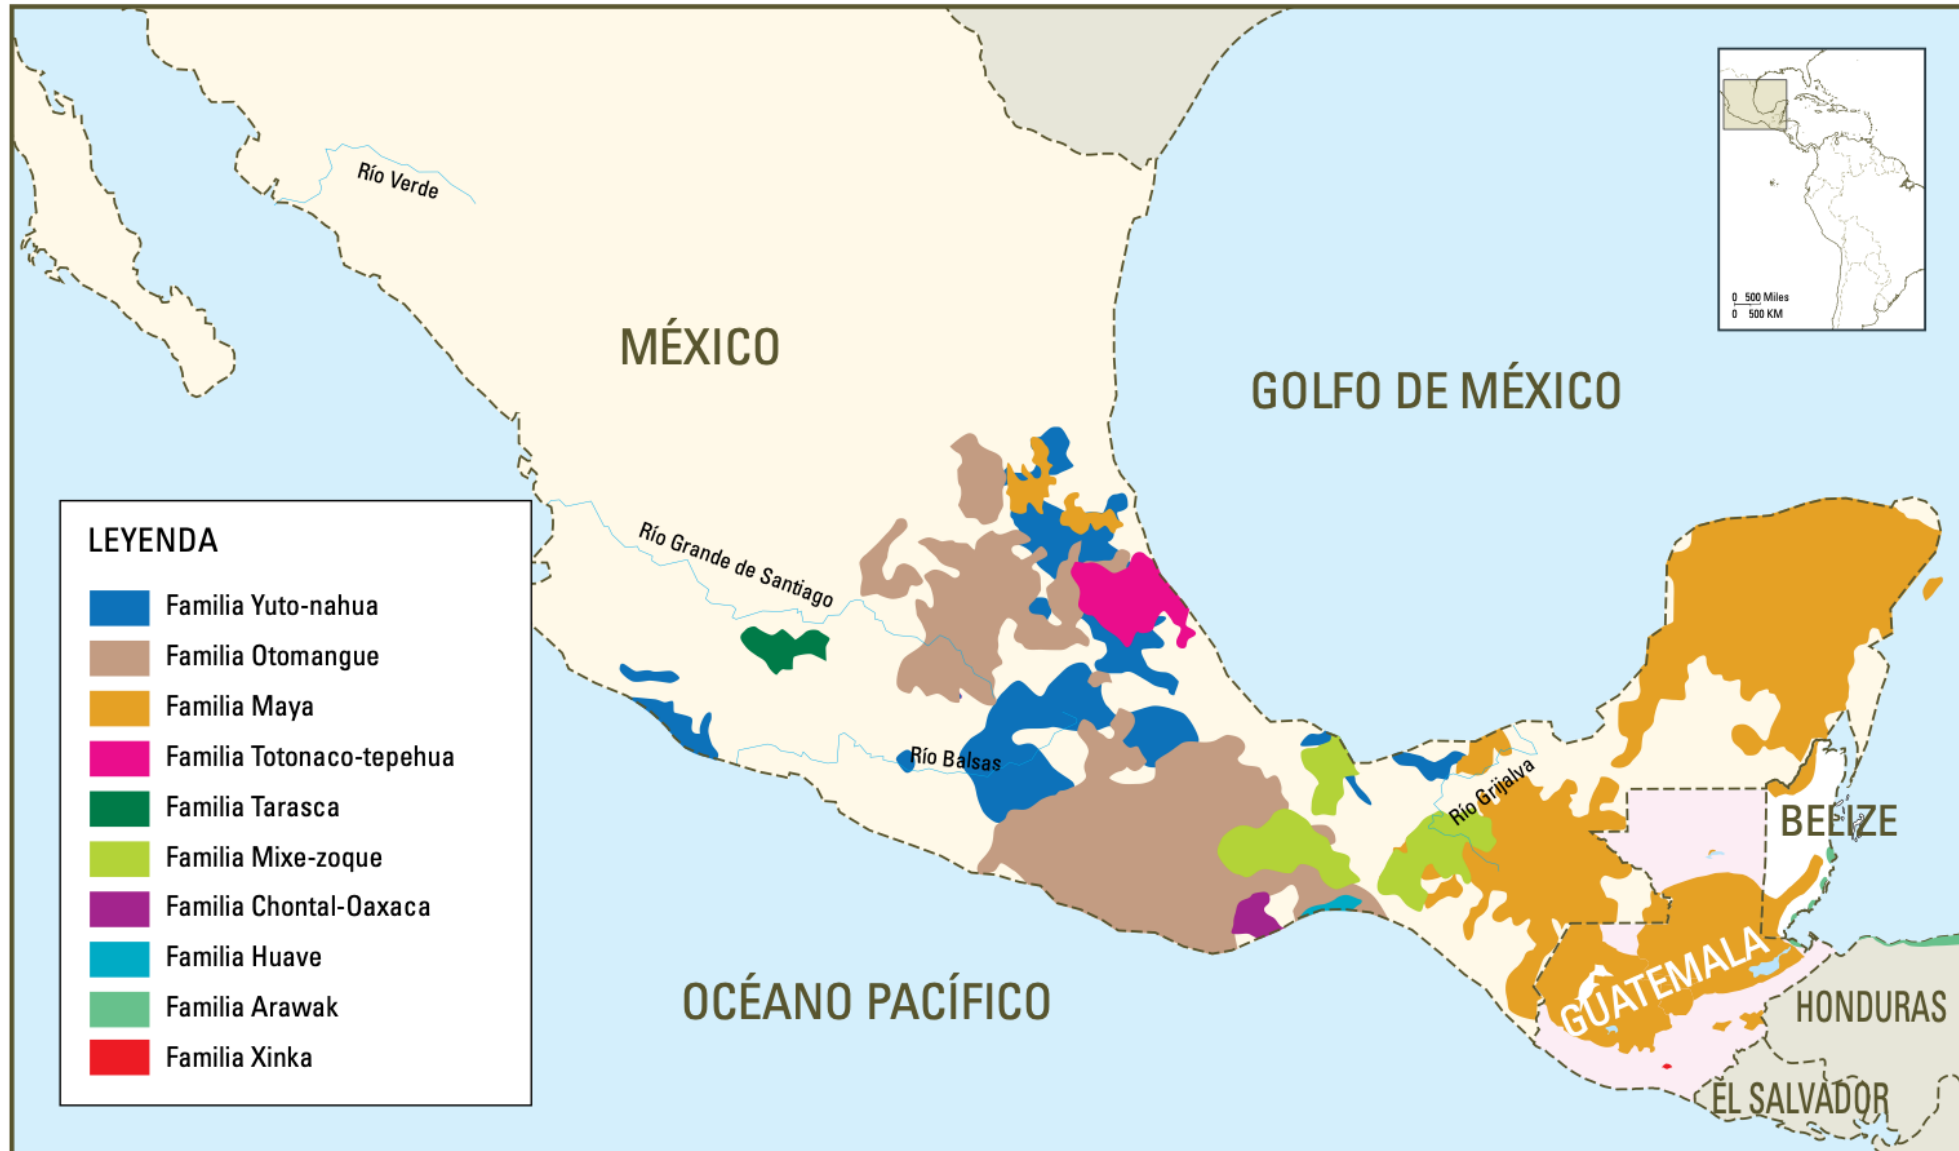 Río Verde
0 500 Miles
0 500 KM
MÉXICO
GOLFO DE MÉXICO
LEYENDA
Familia Yuto-nahua
Familia Otomangue
Familia Maya
Familia Totonaco-tepehua
Familia Tarasca
Familia Mixe-zoque
Familia Chontal-Oaxaca
Familia Huave
Familia Arawak
Familia Xinka
Río Grande de Santiago
Río Balsas
Río Grijalva
BELIZE
GUATEMALA
OCÉANO PACÍFICO
HONDURAS
EL SALVADOR